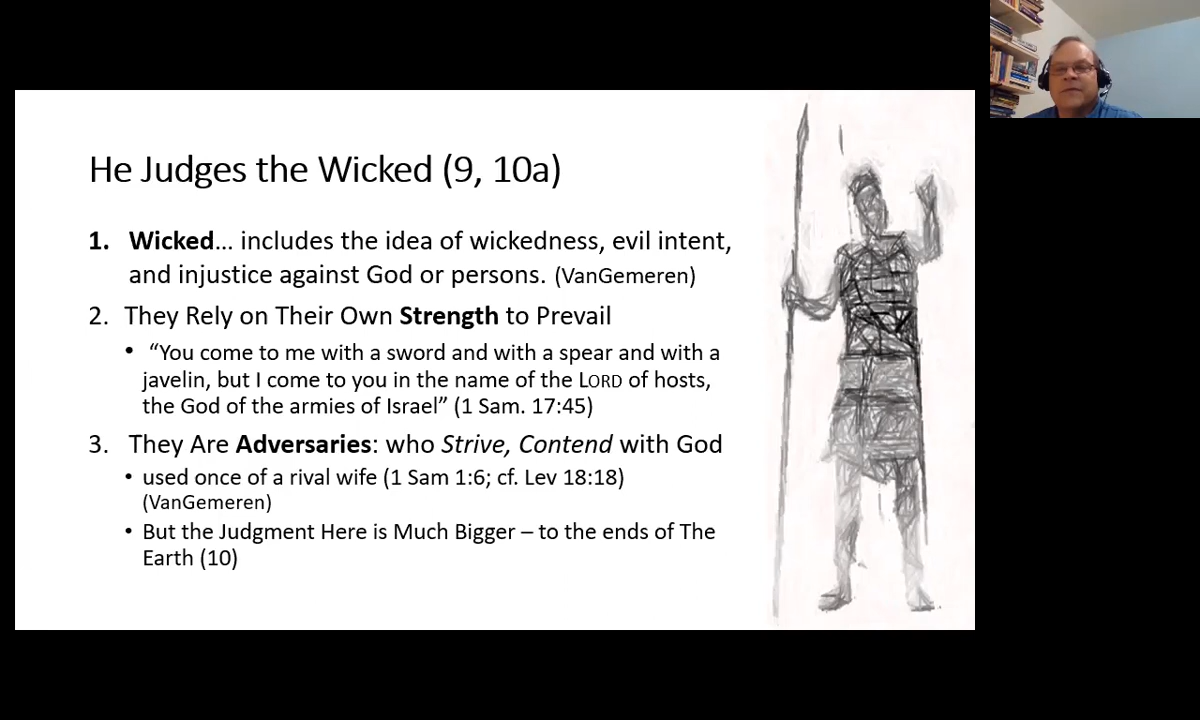 He Judges the Wicked (9, 10a)
1. Wicked... includes the idea of wickedness, evil intent,
and injustice against God or persons. (VanGemeren)
2. They Rely on Their Own Strength to Prevail
• “You come to me with a sword and with a spear and with a
javelin, but I come to you in the name of the LORD of hosts,
the God of the armies of Israel” (1 Sam. 17:45)
3. They Are Adversaries: who Strive, Contend with God
• used once of a rival wife (1 Sam 1:6; cf. Lev 18:18)
(VanGemeren)
• But the Judgment Here is Much Bigger – to the ends of The
Earth (10)